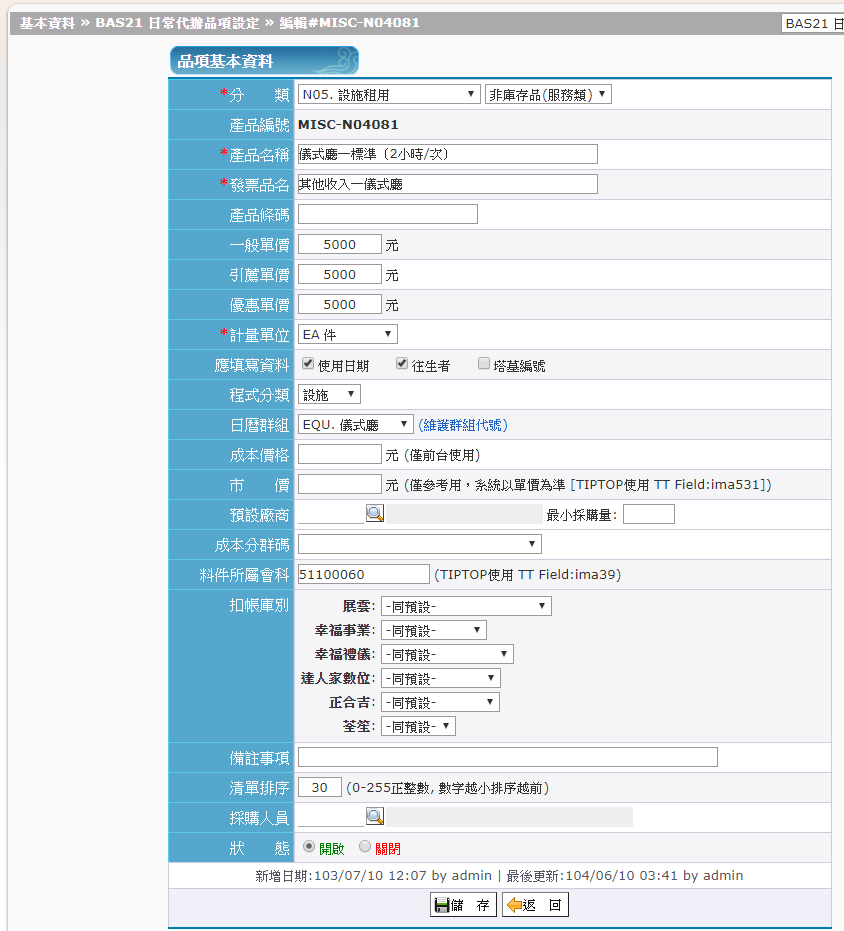 基本資料 » BAS21 日常代辦品項設定 » 編輯#MISC-N04081
BAS21 日
品項基本資料
*分 類 N05. 設施租用 非庫存品(服務類)
產品編號 MISC-N04081
*產品名稱 儀式廳—標準〔2小時/次〕
*發票品名 其他收入—儀式廳
產品條碼
一般單價 5000 元
引薦單價 5000 元
優惠單價 5000 元
*計量單位 EA 件
應填寫資料 使用日期 往生者 塔墓編號
程式分類 設施
日曆群組 EQU. 儀式廳 (維護群組代號)
成本價格 元 (僅前台使用)
市 價 元 (僅參考用，系統以單價為準 [TIPTOP使用 TT Field:ima531])
預設廠商 最小採購量:
成本分群碼
料件所屬會科 51100060 (TIPTOP使用 TT Field:ima39)
扣帳庫別 展雲: -同預設-
幸福事業: -同預設-
幸福禮儀: -同預設-
達人家數位: -同預設-
正合吉: -同預設-
荃笙: -同預設-
備註事項
清單排序 30 (0-255正整數, 數字越小排序越前)
採購人員
狀 態 開啟 關閉
新增日期:103/07/10 12:07 by admin | 最後更新:104/06/10 03:41 by admin
儲 存 返 回